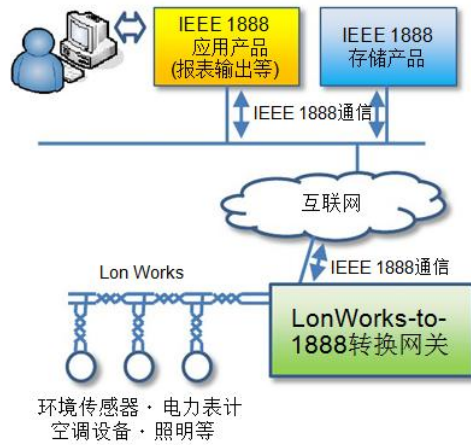 IEEE 1888
应用产品
(报表输出等)
IEEE 1888
存储产品
IEEE 1888通信
互联网
IEEE 1888通信
Lon Works
LonWorks-to-
1888转换网关
环境传感器・电力表计
空调设备・照明等